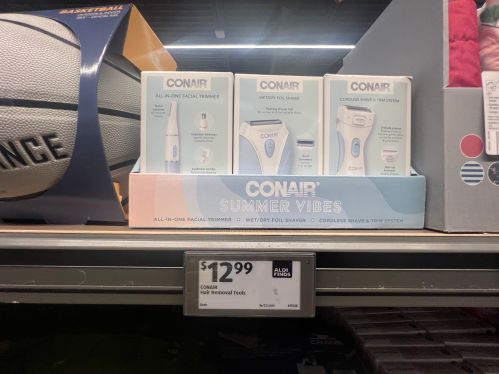 BASKETBALL
NCE
CONAIR
ALL-IN-ONE FACIAL TRIMMER
CONAIR
WET/DRY FOIL SHAVER
CONAIR
CORDLESS SHAVE & TRIM SYSTEM
CONAIR
CONAIR
SUMMER VIBES
ALL-IN-ONE FACIAL TRIMMER
WET/DRY FOIL SHAVER
CORDLESS SHAVE & TRIM SYSTEM
$12.99
ALDI
FINDS
CONAIR
Hair Removal Tools